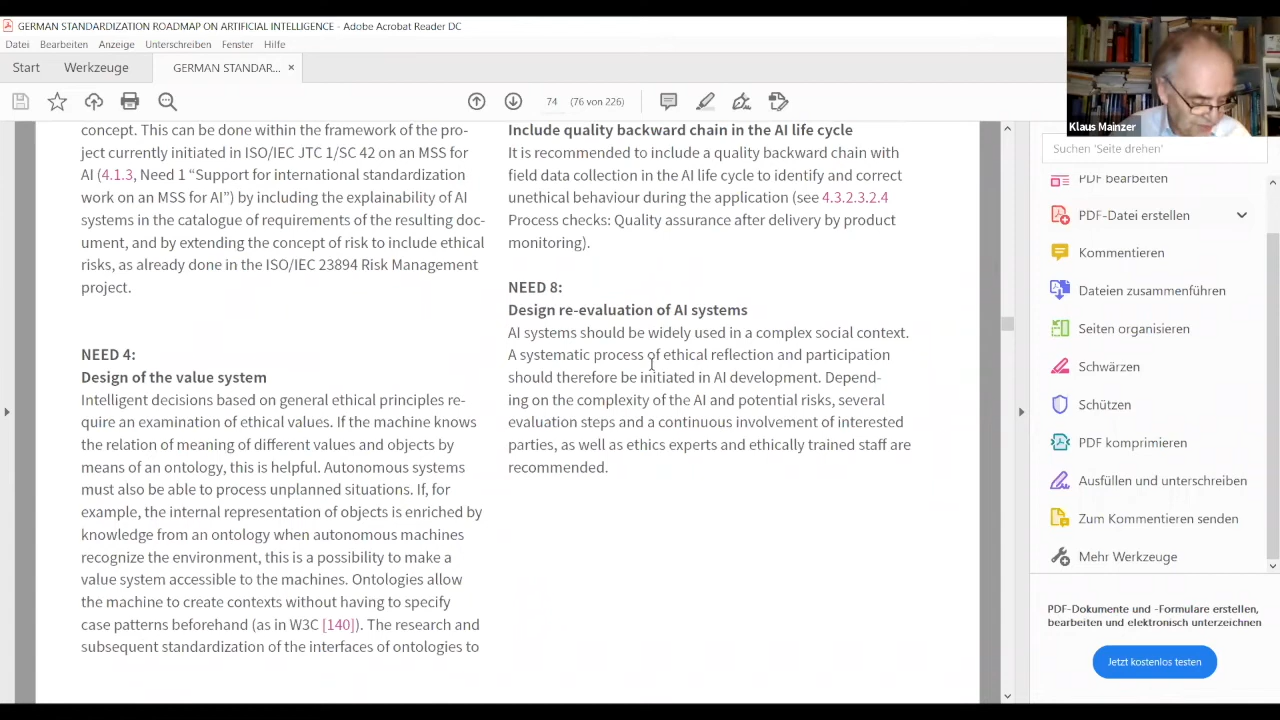 GERMAN STANDARDIZATION ROADMAP ON ARTIFICIAL INTELLIGENCE - Adobe Acrobat Reader DC
Datei Bearbeiten Anzeige Unterschreiben Fenster Hilfe
Start Werkzeuge GERMAN STANDAR... ×
74 (76 von 226)
concept. This can be done within the framework of the pro-
ject currently initiated in ISO/IEC JTC 1/SC 42 on an MSS for
AI (4.1.3, Need 1 “Support for international standardization
work on an MSS for AI”) by including the explainability of AI
systems in the catalogue of requirements of the resulting doc-
ument, and by extending the concept of risk to include ethical
risks, as already done in the ISO/IEC 23894 Risk Management
project.
NEED 4:
Design of the value system
Intelligent decisions based on general ethical principles re-
quire an examination of ethical values. If the machine knows
the relation of meaning of different values and objects by
means of an ontology, this is helpful. Autonomous systems
must also be able to process unplanned situations. If, for
example, the internal representation of objects is enriched by
knowledge from an ontology when autonomous machines
recognize the environment, this is a possibility to make a
value system accessible to the machines. Ontologies allow
the machine to create contexts without having to specify
case patterns beforehand (as in W3C [140]). The research and
subsequent standardization of the interfaces of ontologies to
Include quality backward chain in the AI life cycle
It is recommended to include a quality backward chain with
field data collection in the AI life cycle to identify and correct
unethical behaviour during the application (see 4.3.2.3.2.4
Process checks: Quality assurance after delivery by product
monitoring).
NEED 8:
Design re-evaluation of AI systems
AI systems should be widely used in a complex social context.
A systematic process of ethical reflection and participation
should therefore be initiated in AI development. Depend-
ing on the complexity of the AI and potential risks, several
evaluation steps and a continuous involvement of interested
parties, as well as ethics experts and ethically trained staff are
recommended.
Klaus Mainzer
Suchen 'Seite drehen'
PDF bearbeiten
PDF-Datei erstellen
Kommentieren
Dateien zusammenführen
Seiten organisieren
Schwärzen
Schützen
PDF komprimieren
Ausfüllen und unterschreiben
Zum Kommentieren senden
Mehr Werkzeuge
PDF-Dokumente und -Formulare erstellen,
bearbeiten und elektronisch unterzeichnen
Jetzt kostenlos testen